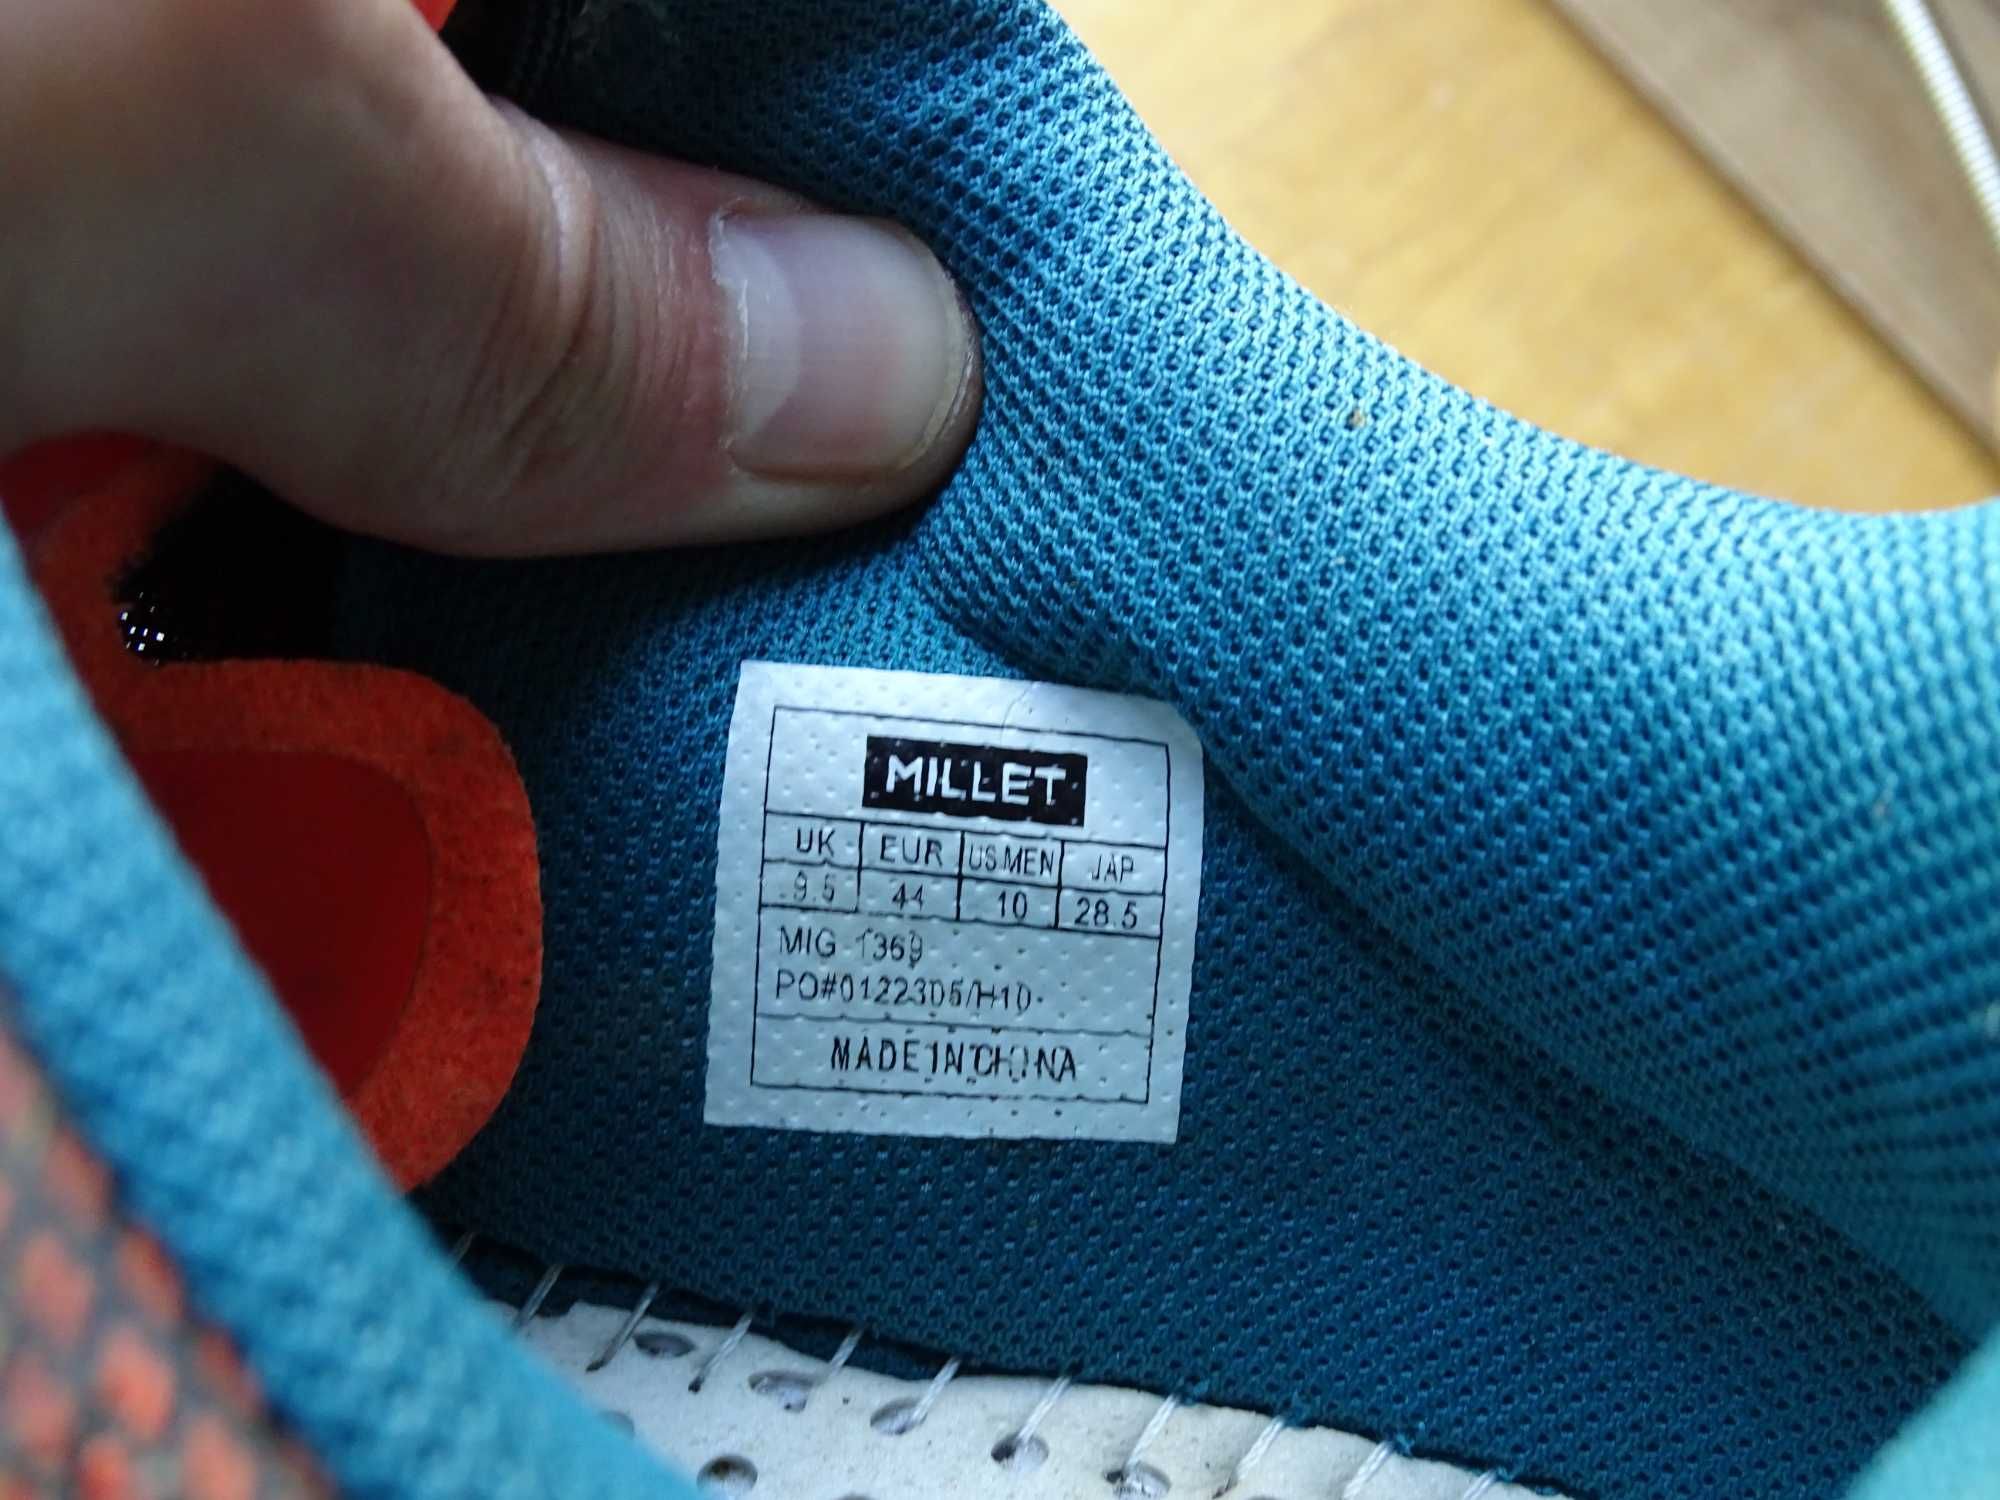 MILLET
UK EUR US.MEN JAP
9.5 44 10 28.5
MIG 1369
PO#0122305/H10
MADE IN CHINA